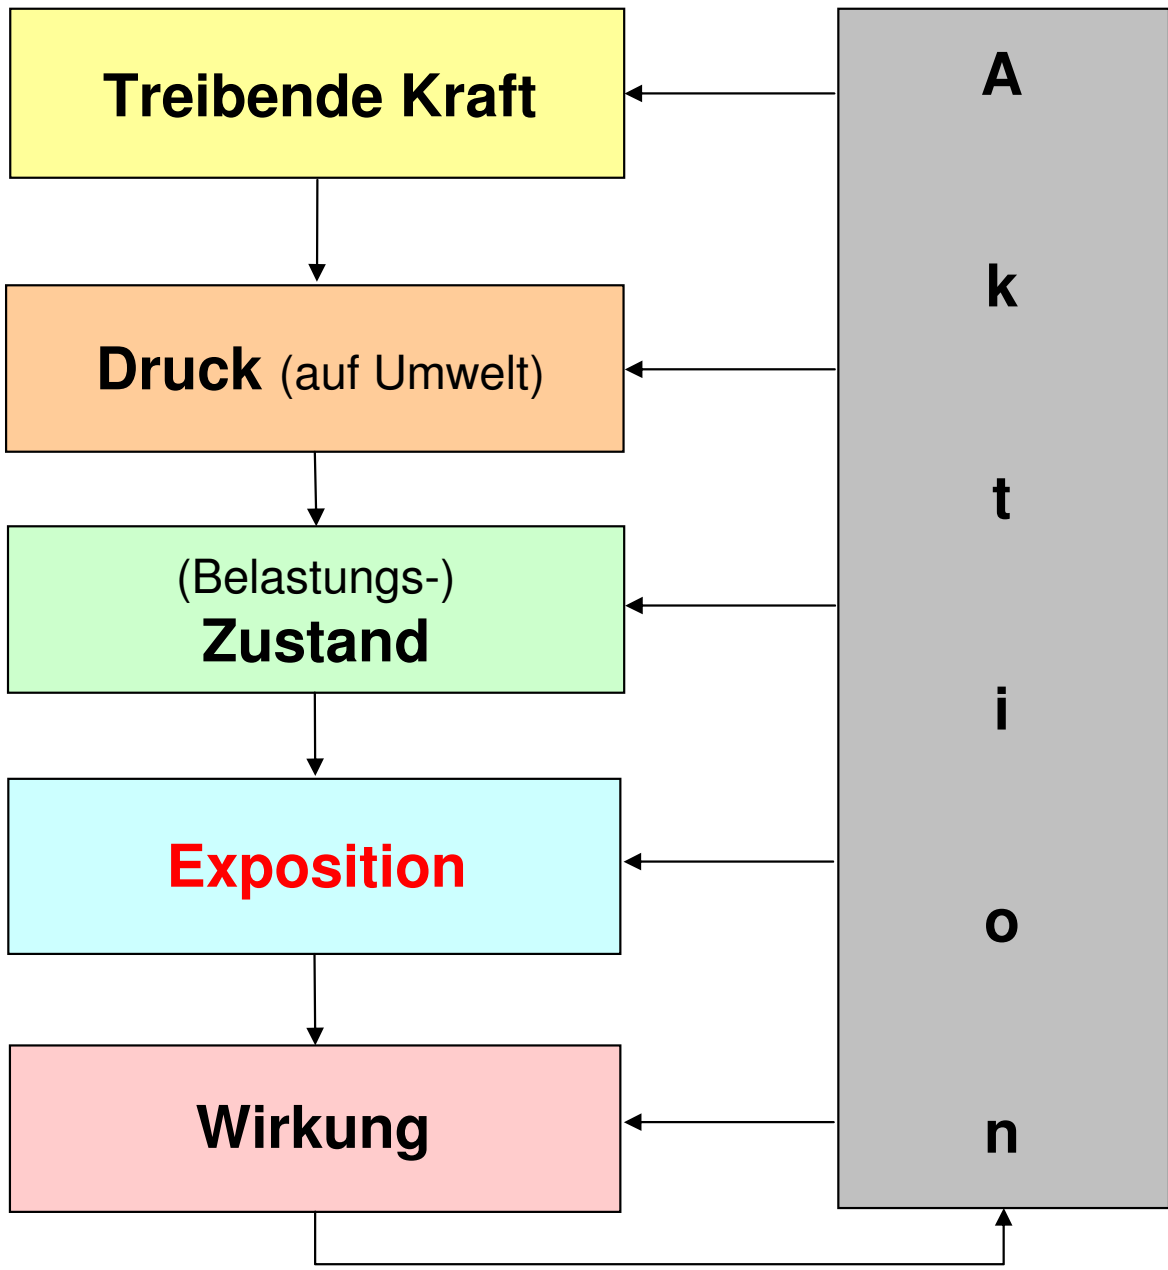 Treibende Kraft
Druck (auf Umwelt)
(Belastungs-)
Zustand
Exposition
Wirkung
A
k
t
i
o
n